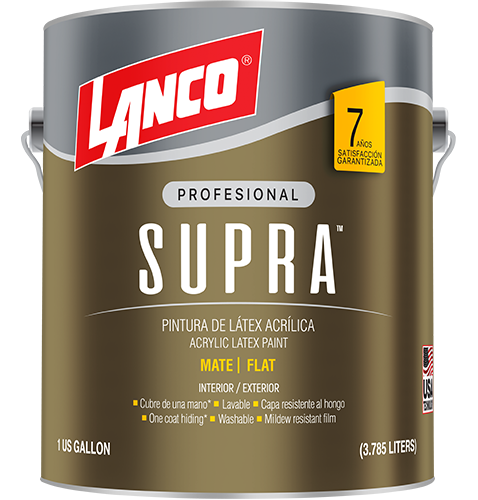 LANCO
7
AÑOS
SATISFACCIÓN
GARANTIZADA
PROFESIONAL
SUPRA™
PINTURA DE LÁTEX ACRÍLICA
ACRYLIC LATEX PAINT
MATE | FLAT
INTERIOR / EXTERIOR
▪ Cubre de una mano* ▪ Lavable ▪ Capa resistente al hongo
▪ One coat hiding* ▪ Washable ▪ Mildew resistant film
1 US GALLON
(3.785 LITERS)
USA